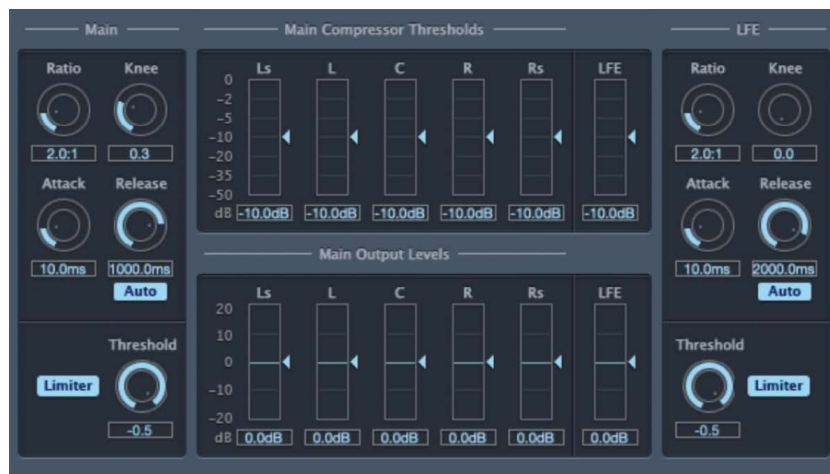 Main
Main Compressor Thresholds
LFE
Ratio Knee
2.0:1 0.3
Attack Release
10.0ms 1000.0ms
Auto
Threshold
Limiter
-0.5
Ls L C R Rs LFE
0
-2
-5
-10
-20
-35
-50
dB -10.0dB -10.0dB -10.0dB -10.0dB -10.0dB -10.0dB
Main Output Levels
Ls L C R Rs LFE
20
10
0
-10
-20
dB 0.0dB 0.0dB 0.0dB 0.0dB 0.0dB 0.0dB
Ratio Knee
2.0:1 0.0
Attack Release
10.0ms 2000.0ms
Auto
Threshold
Limiter
-0.5